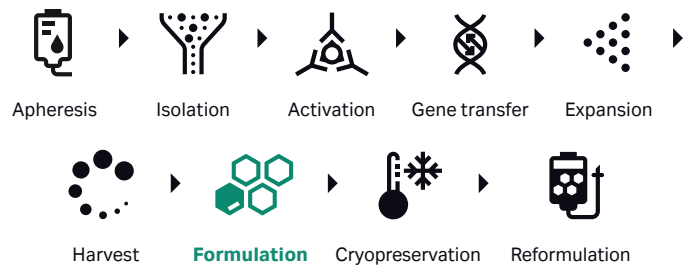 Apheresis Isolation Activation Gene transfer Expansion
Harvest Formulation Cryopreservation Reformulation